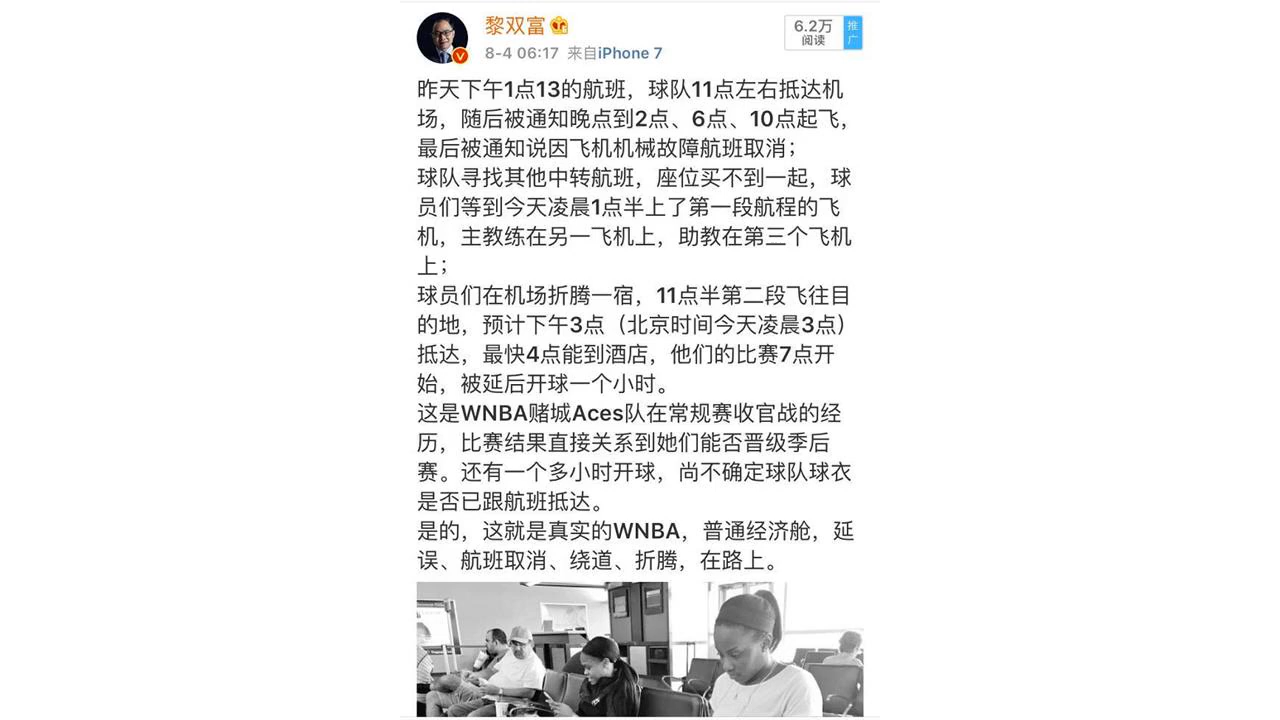 黎双富
8-4 06:17 来自iPhone 7
6.2万
阅读
推广
昨天下午1点13的航班，球队11点左右抵达机
场，随后被通知晚点到2点、6点、10点起飞，
最后被通知说因飞机机械故障航班取消；
球队寻找其他中转航班，座位买不到一起，球
员们等到今天凌晨1点半上了第一段航程的飞
机，主教练在另一飞机上，助教在第三个飞机
上；
球员们在机场折腾一宿，11点半第二段飞往目
的地，预计下午3点（北京时间今天凌晨3点）
抵达，最快4点能到酒店，他们的比赛7点开
始，被延后开球一个小时。
这是WNBA赌城Aces队在常规赛收官战的经
历，比赛结果直接关系到她们能否晋级季后
赛。还有一个多小时开球，尚不确定球队球衣
是否已跟航班抵达。
是的，这就是真实的WNBA，普通经济舱，延
误、航班取消、绕道、折腾，在路上。